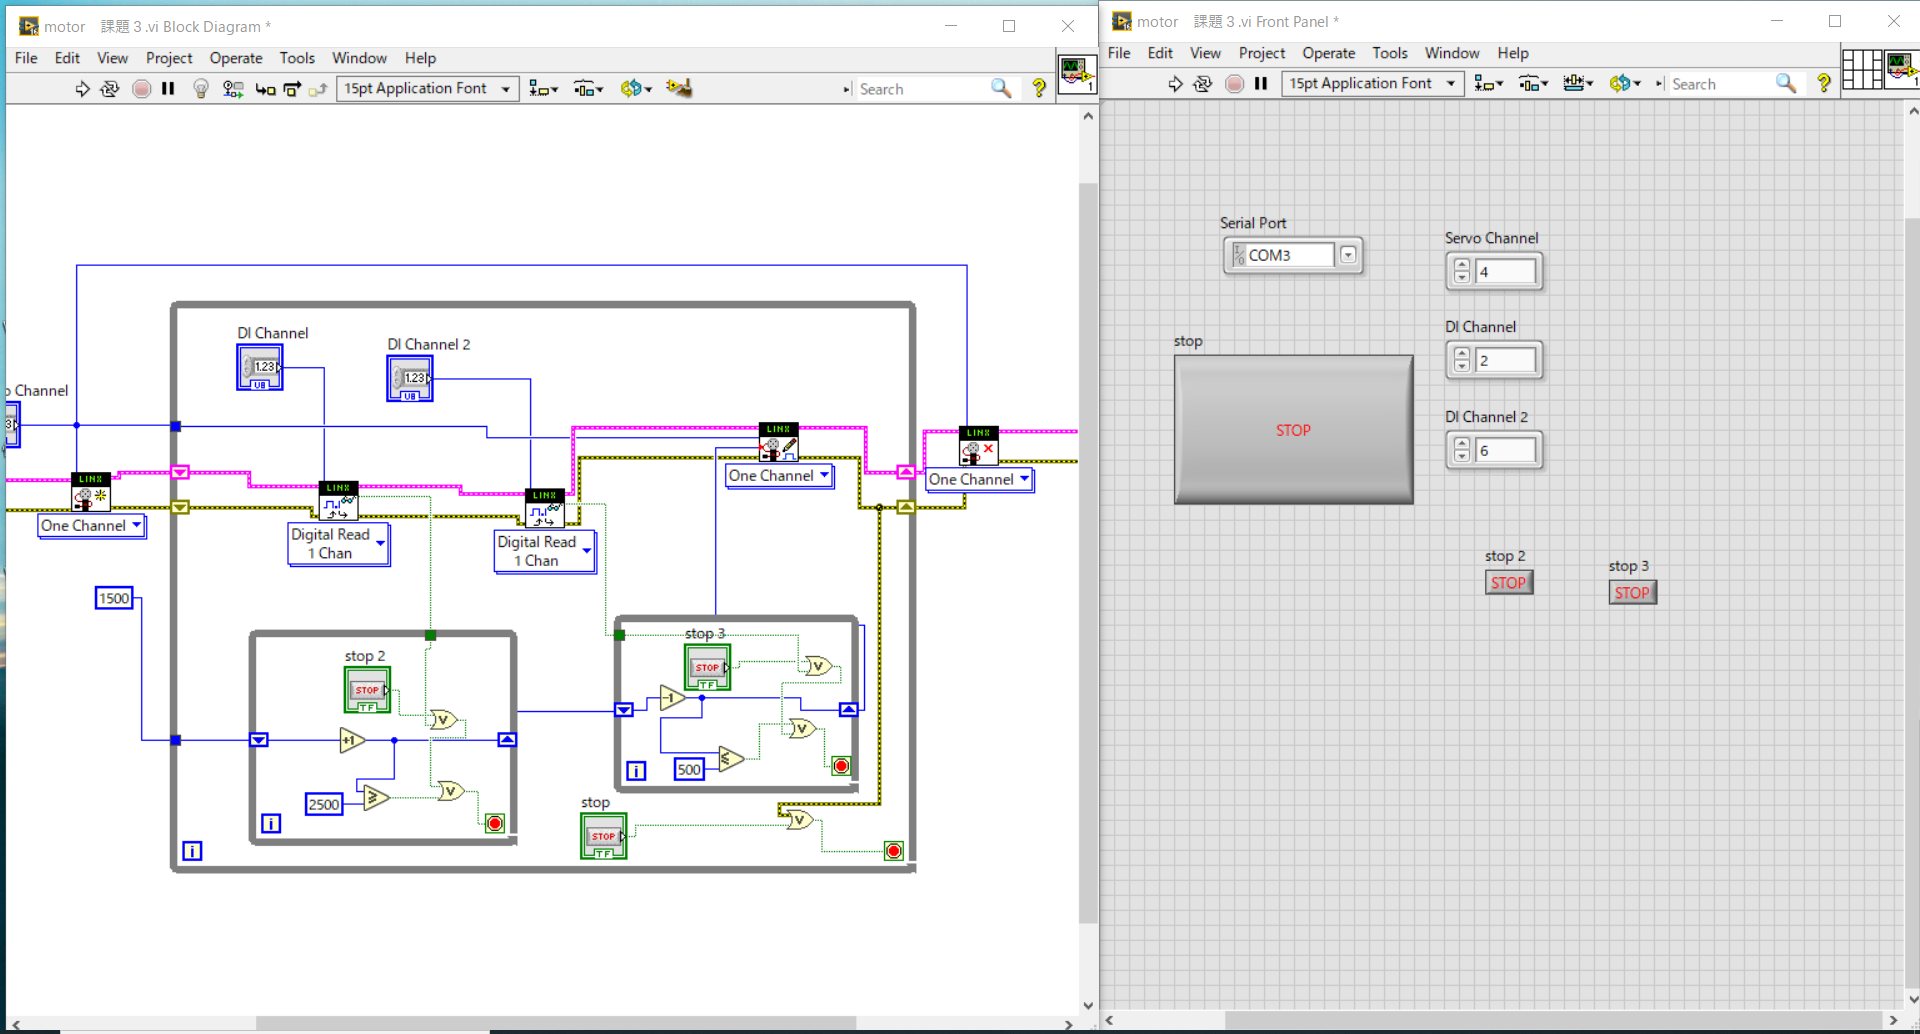 motor 課題３.vi Block Diagram *
File Edit View Project Operate Tools Window Help
15pt Application Font
Search
1
DI Channel
1.23
U8
DI Channel 2
1.23
U8
o Channel
3
LINX
One Channel
LINX
Digital Read
1 Chan
LINX
Digital Read
1 Chan
LINX
One Channel
LINX
One Channel
1500
stop 2
STOP
TF
+1
2500
≥
V
V
i
stop 3
STOP
TF
-1
500
≤
V
V
i
stop
STOP
TF
V
i
motor 課題３.vi Front Panel *
File Edit View Project Operate Tools Window Help
15pt Application Font
Search
1
Serial Port
I/O COM3
Servo Channel
4
DI Channel
2
DI Channel 2
6
stop
STOP
stop 2
STOP
stop 3
STOP